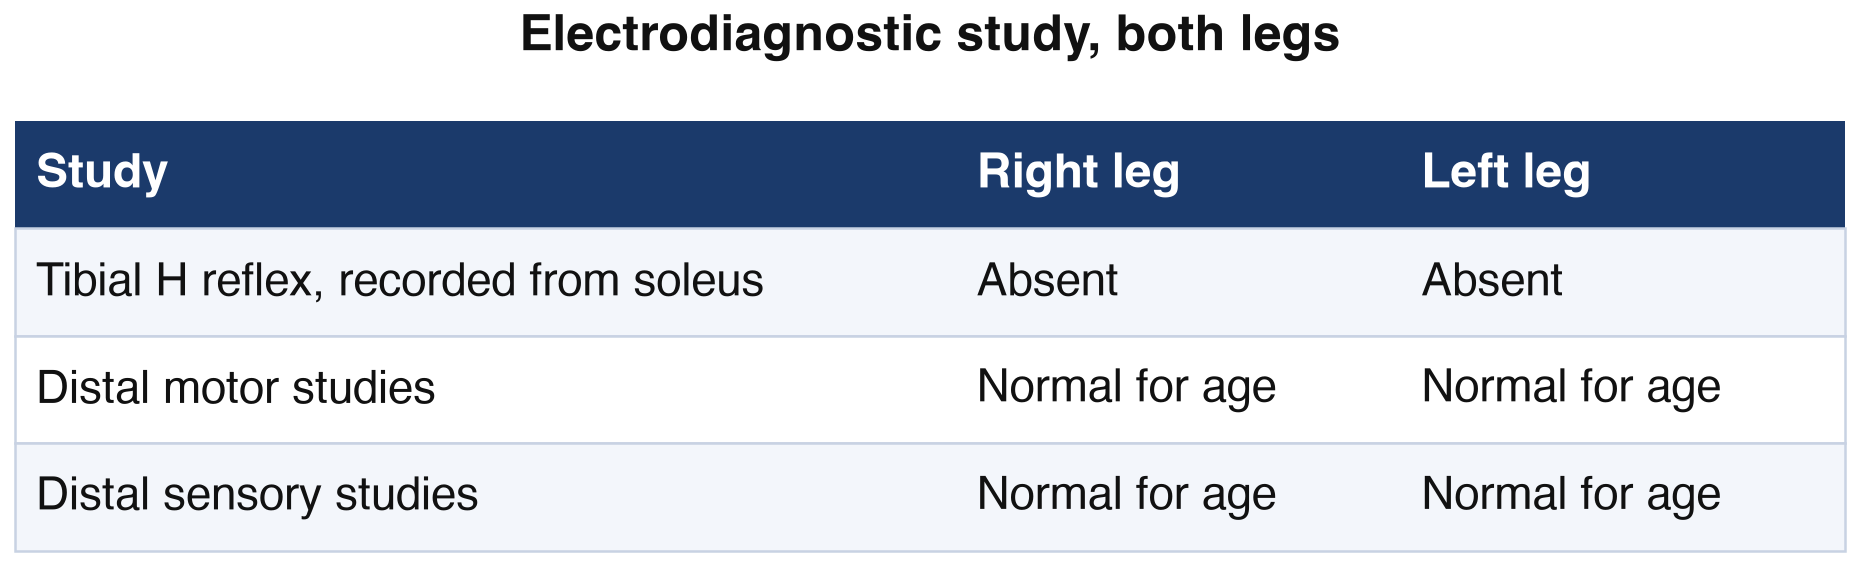 Electrodiagnostic study, both legs
Study Right leg Left leg
Tibial H reflex, recorded from soleus Absent Absent
Distal motor studies Normal for age Normal for age
Distal sensory studies Normal for age Normal for age